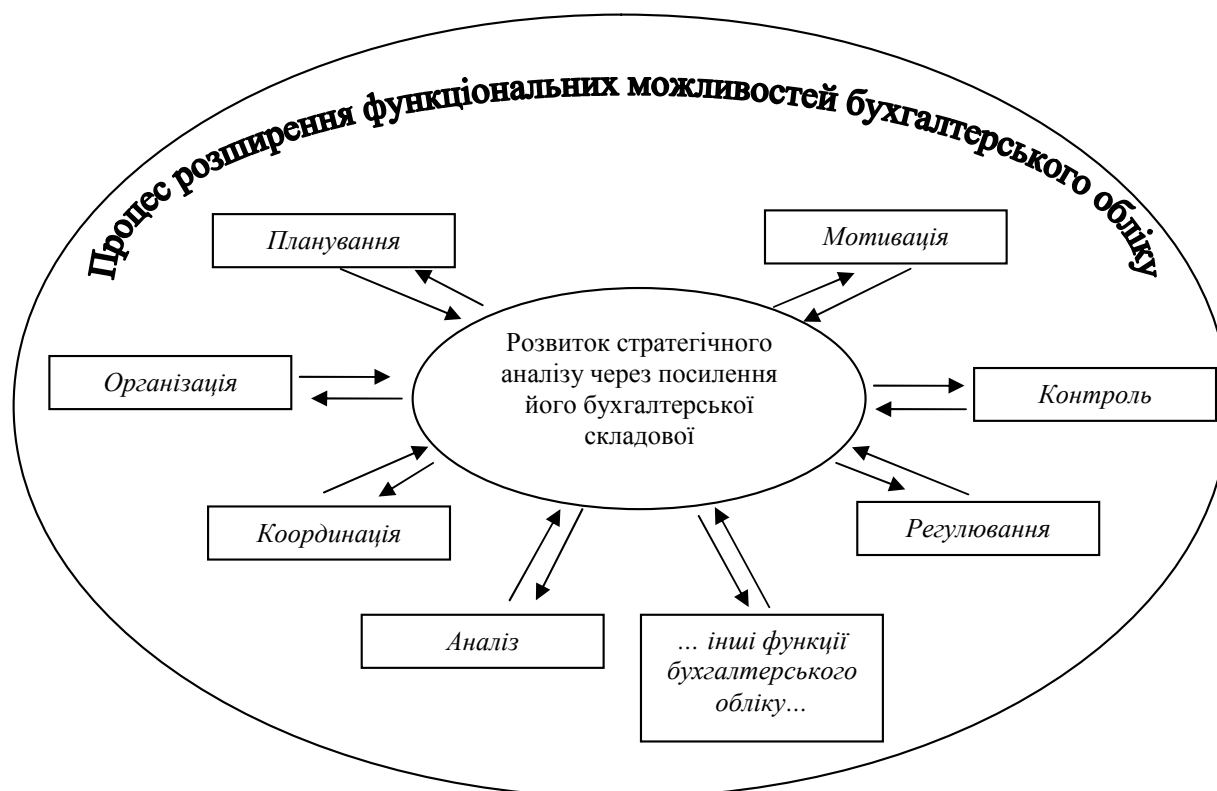 Процес розширення функціональних можливостей бухгалтерського обліку
Планування
Мотивація
Розвиток стратегічного
аналізу через посилення
його бухгалтерської
складової
Організація
Контроль
Координація
Регулювання
Аналіз
… інші функції
бухгалтерського
обліку…